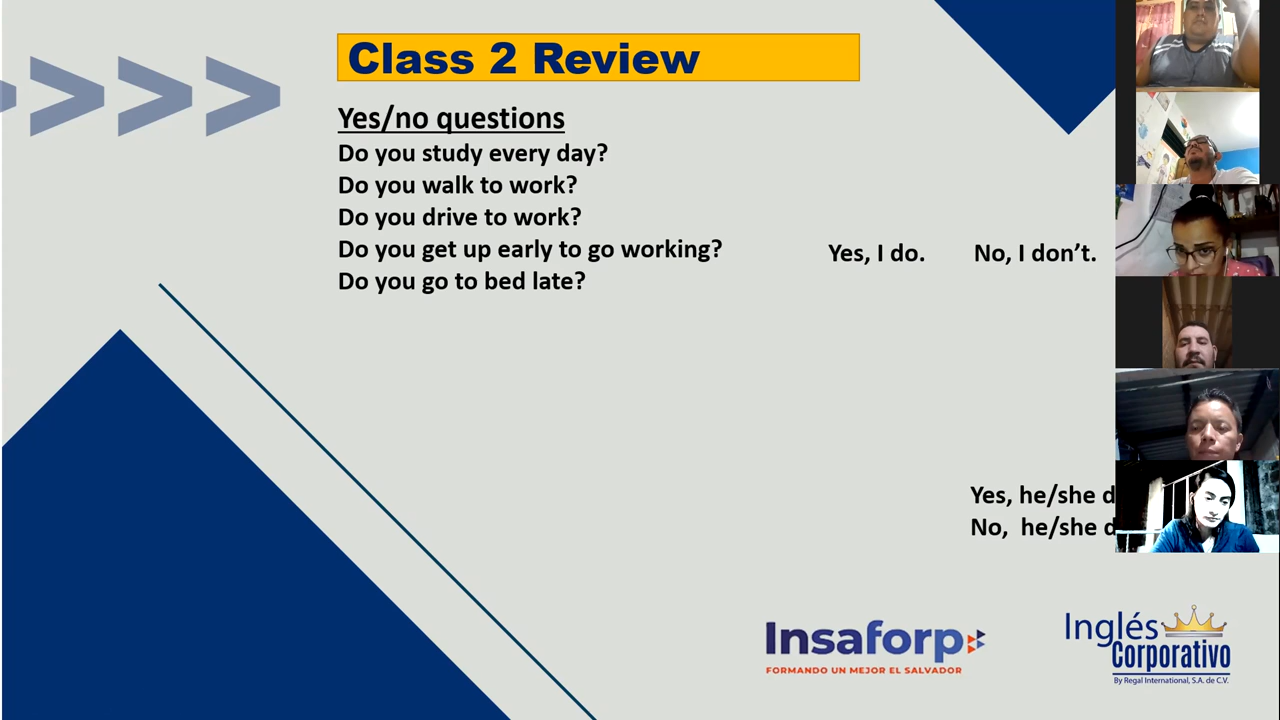 Class 2 Review
Yes/no questions
Do you study every day?
Do you walk to work?
Do you drive to work?
Do you get up early to go working?
Yes, I do. No, I don't.
Do you go to bed late?
Yes, he/she
No, he/she
Insaforp
FORMANDO UN MEJOR EL SALVADOR
Inglés
Corporativo
By Regal International, S.A. de C.V.